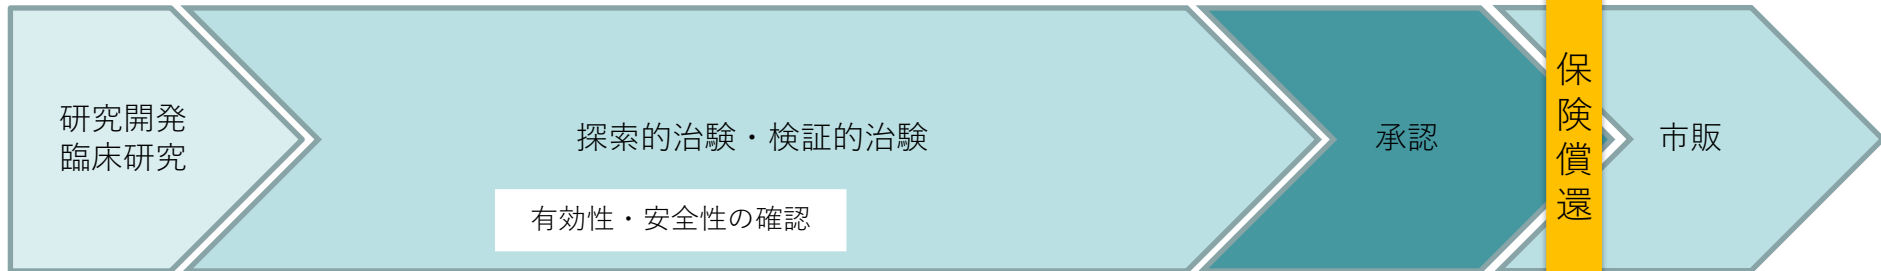 研究開発
臨床研究
探索的治験・検証的治験
有効性・安全性の確認
承認
保険償還
市販